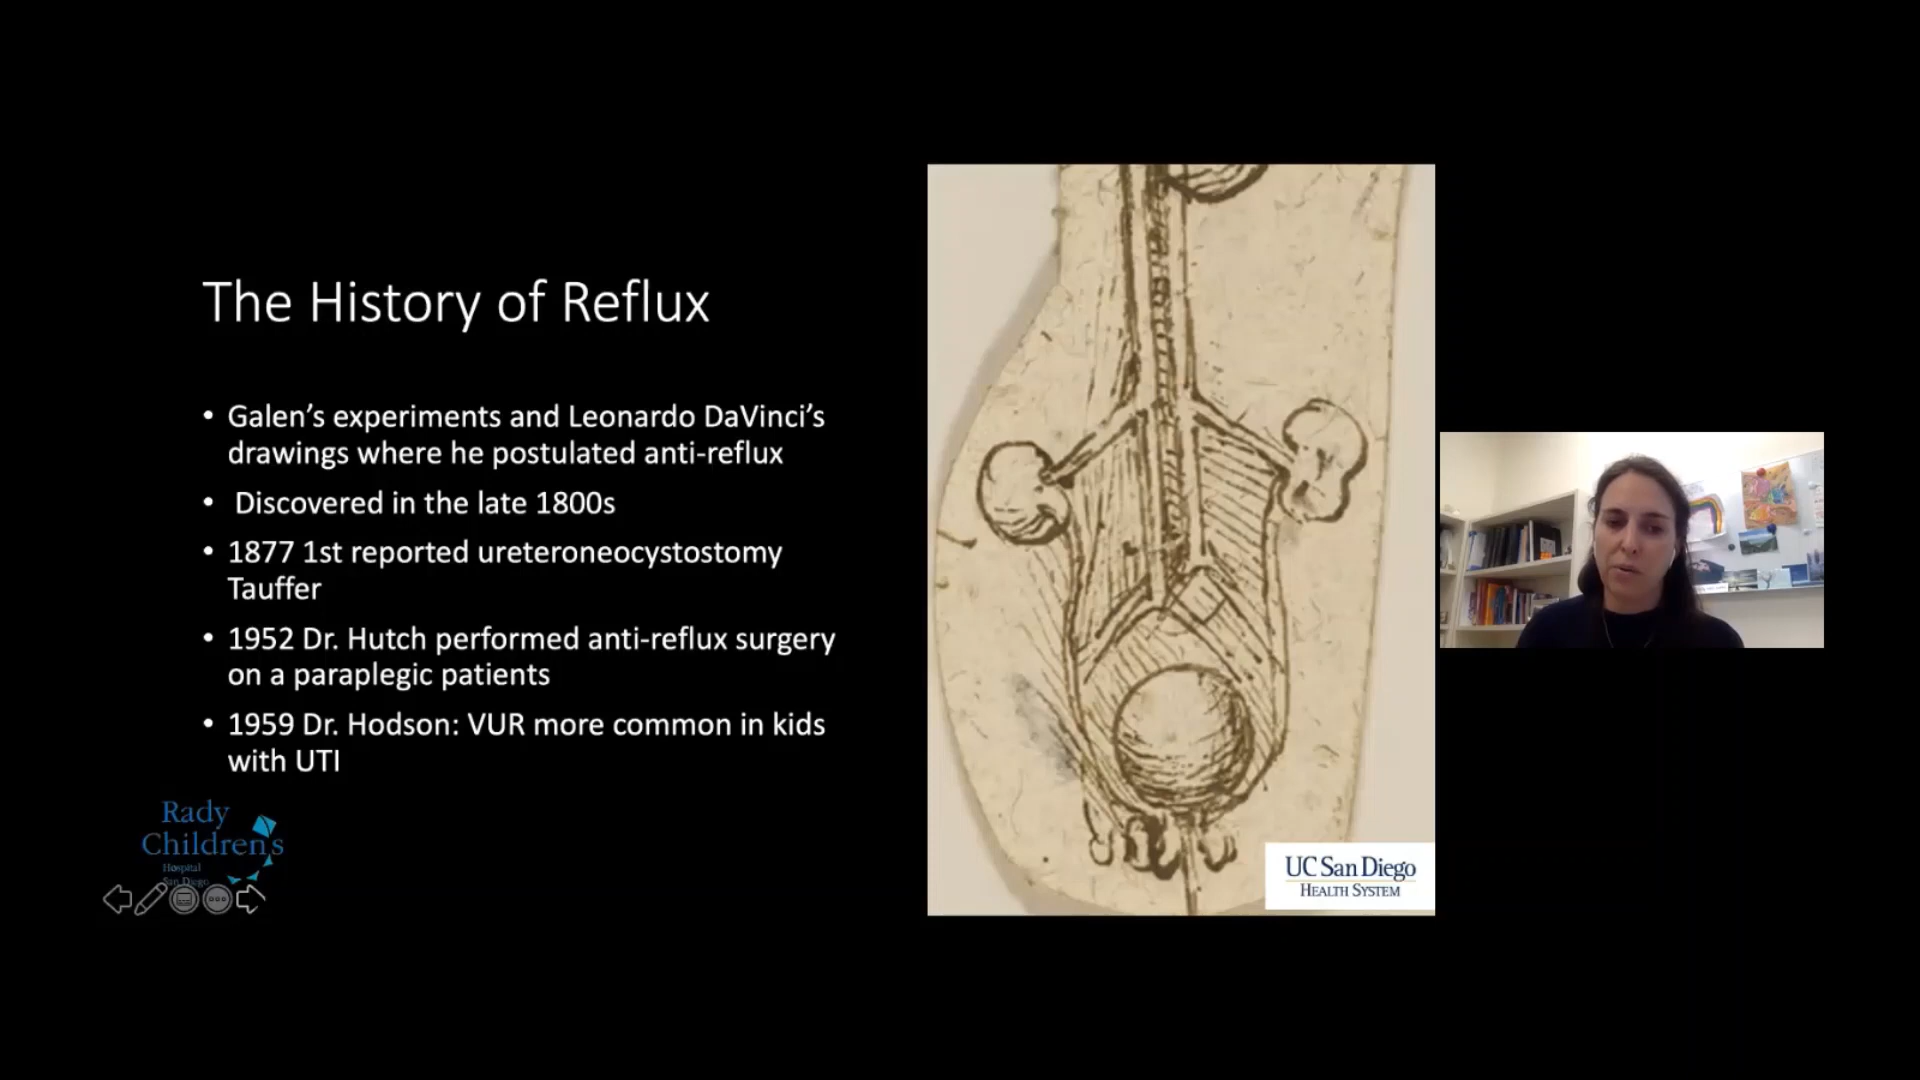 The History of Reflux
• Galen’s experiments and Leonardo DaVinci’s
drawings where he postulated anti-reflux
• Discovered in the late 1800s
• 1877 1st reported ureteroneocystostomy
Tauffer
• 1952 Dr. Hutch performed anti-reflux surgery
on a paraplegic patients
• 1959 Dr. Hodson: VUR more common in kids
with UTI
Rady
Children's
Hospital
San Diego
UC San Diego
HEALTH SYSTEM